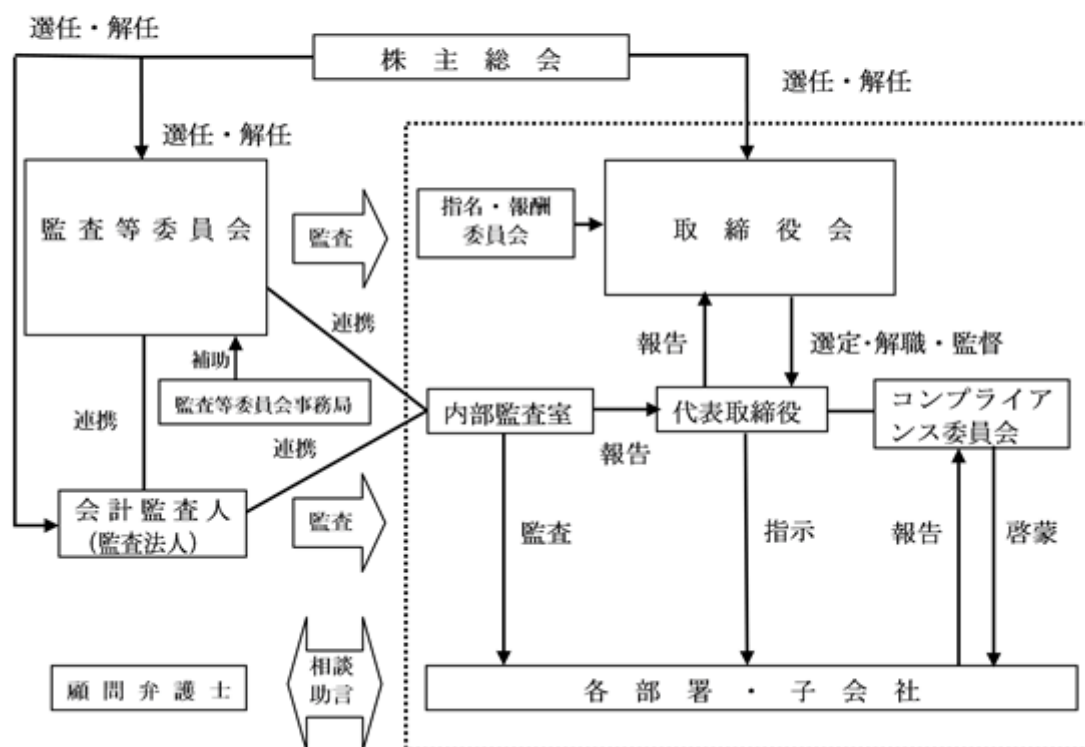 選任・解任
株主総会
選任・解任
選任・解任
監査等委員会
監査
指名・報酬
委員会
取締役会
連携
報告
選定・解職・監督
補助
監査等委員会事務局
連携
連携
内部監査室
報告
代表取締役
コンプライア
ンス委員会
会計監査人
(監査法人)
監査
監査
指示
報告
啓蒙
顧問弁護士
相談
助言
各部署・子会社